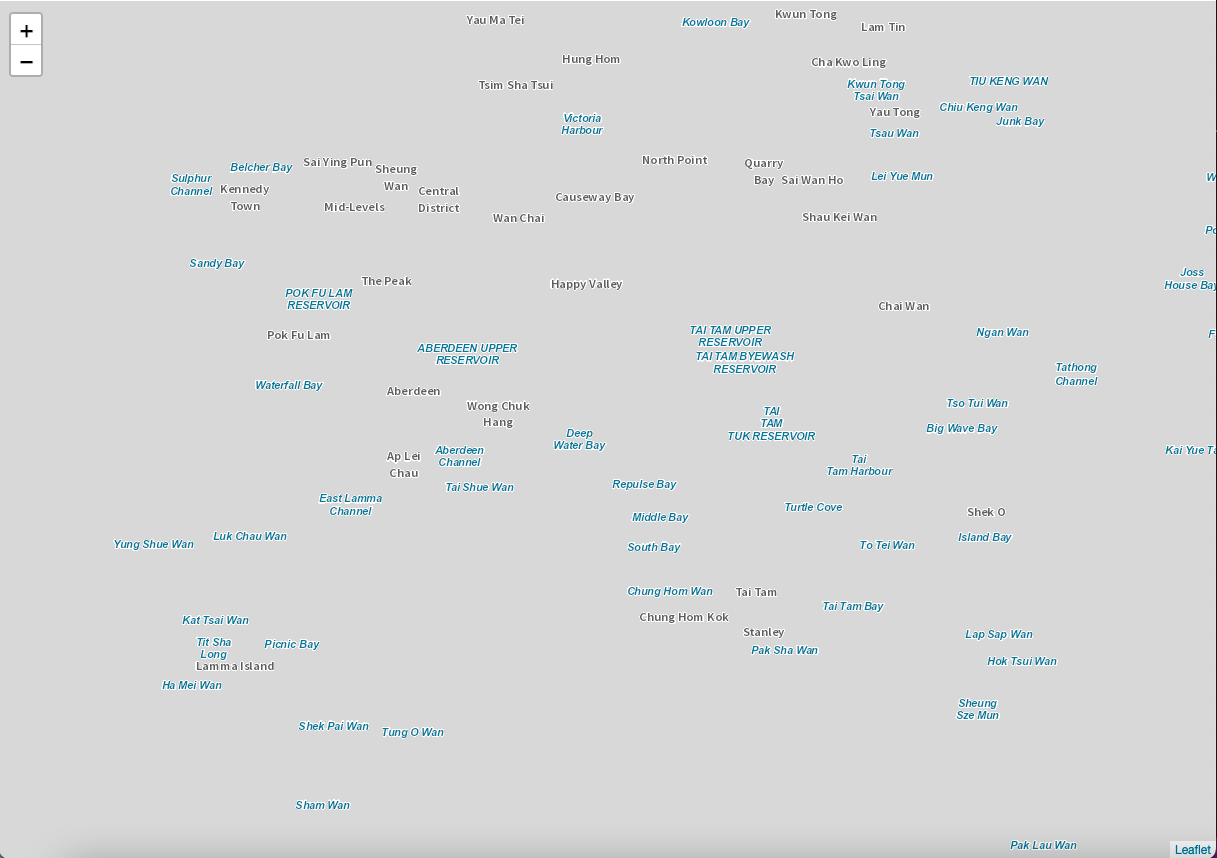 +
−
Yau Ma Tei
Kowloon Bay
Kwun Tong
Lam Tin
Hung Hom
Cha Kwo Ling
Tsim Sha Tsui
Kwun Tong
Tsai Wan
TIU KENG WAN
Chiu Keng Wan
Yau Tong
Junk Bay
Victoria
Harbour
Tsau Wan
Sulphur
Channel
Belcher Bay
Sai Ying Pun
Sheung
Wan
North Point
Quarry
Bay
Sai Wan Ho
Lei Yue Mun
Kennedy
Town
Mid-Levels
Central
District
Causeway Bay
Wan Chai
Shau Kei Wan
Sandy Bay
The Peak
Happy Valley
Joss
House Bay
POK FU LAM
RESERVOIR
Chai Wan
Pok Fu Lam
ABERDEEN UPPER
RESERVOIR
TAI TAM UPPER
RESERVOIR
TAI TAM BYEWASH
RESERVOIR
Ngan Wan
Tathong
Channel
Waterfall Bay
Aberdeen
Wong Chuk
Hang
TAI
TAM
TUK RESERVOIR
Tso Tui Wan
Big Wave Bay
Deep
Water Bay
Ap Lei
Chau
Aberdeen
Channel
Tai
Tam Harbour
Kai Yue
Tai Shue Wan
Repulse Bay
East Lamma
Channel
Turtle Cove
Shek O
Middle Bay
Luk Chau Wan
Yung Shue Wan
South Bay
To Tei Wan
Island Bay
Chung Hom Wan
Tai Tam
Tai Tam Bay
Chung Hom Kok
Kat Tsai Wan
Stanley
Lap Sap Wan
Tit Sha
Long
Picnic Bay
Pak Sha Wan
Lamma Island
Hok Tsui Wan
Ha Mei Wan
Sheung
Sze Mun
Shek Pai Wan
Tung O Wan
Sham Wan
Pak Lau Wan
Leaflet